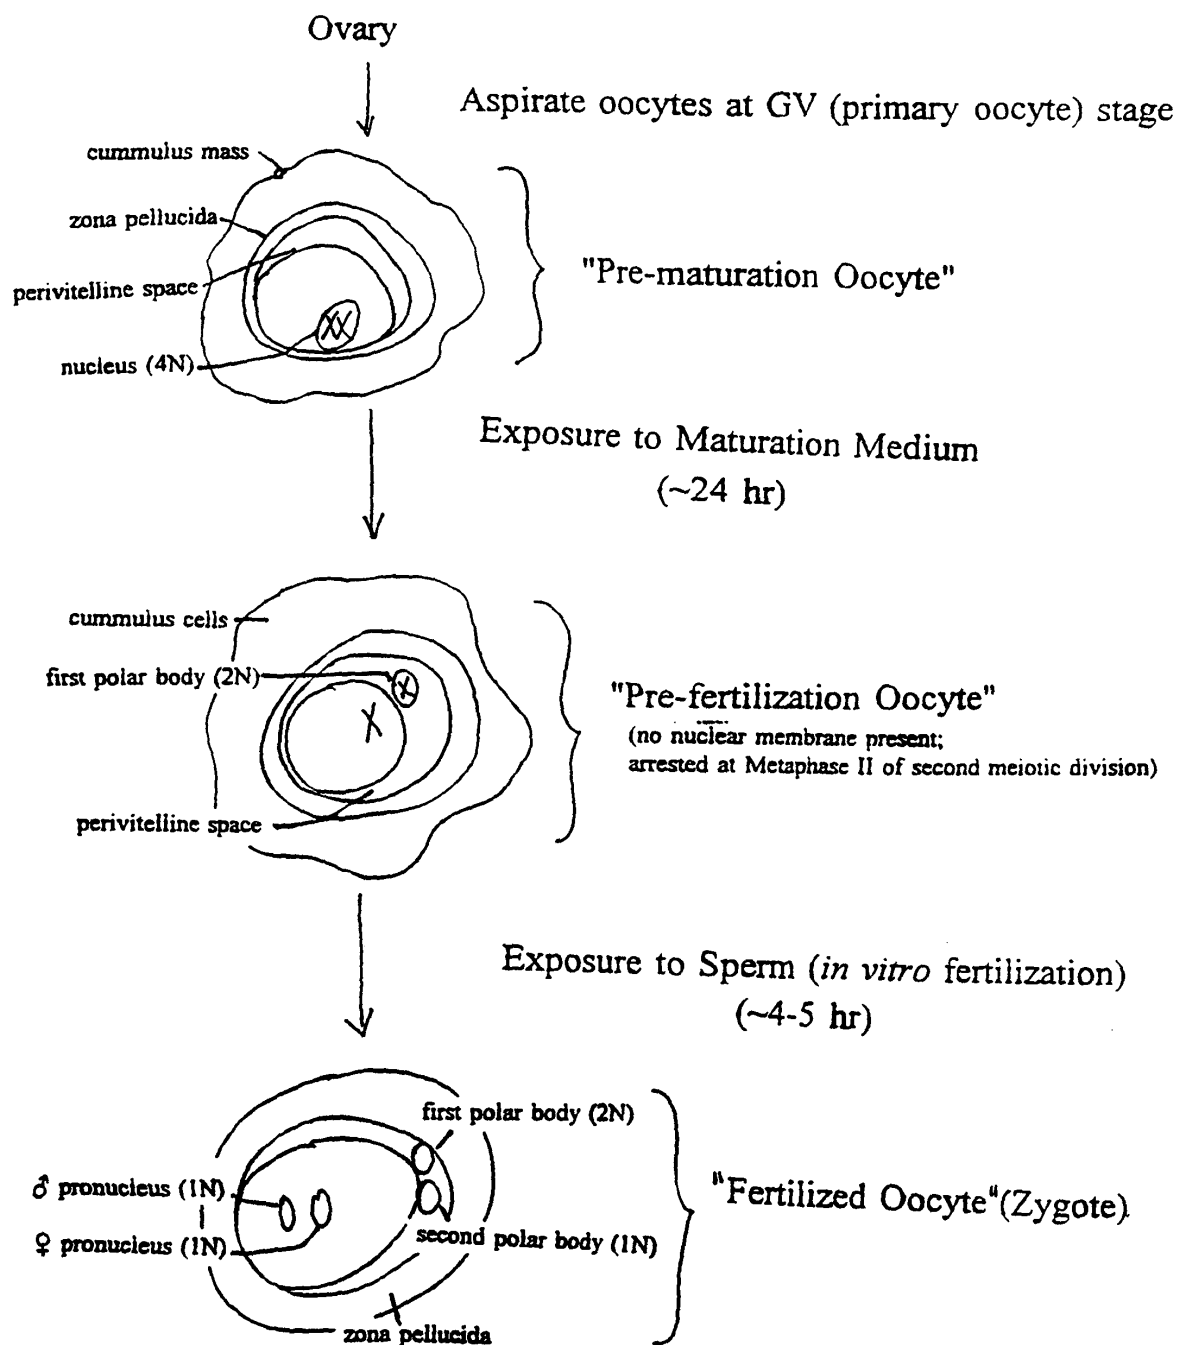 Ovary
Aspirate oocytes at GV (primary oocyte) stage
cummulus mass
zona pellucida
perivitelline space
nucleus (4N)
"Pre-maturation Oocyte"
Exposure to Maturation Medium
(~24 hr)
cummulus cells
first polar body (2N)
perivitelline space
"Pre-fertilization Oocyte"
(no nuclear membrane present;
arrested at Metaphase II of second meiotic division)
Exposure to Sperm (in vitro fertilization)
(~4-5 hr)
first polar body (2N)
♂ pronucleus (1N)
♀ pronucleus (1N)
second polar body (1N)
zona pellucida
"Fertilized Oocyte" (Zygote).